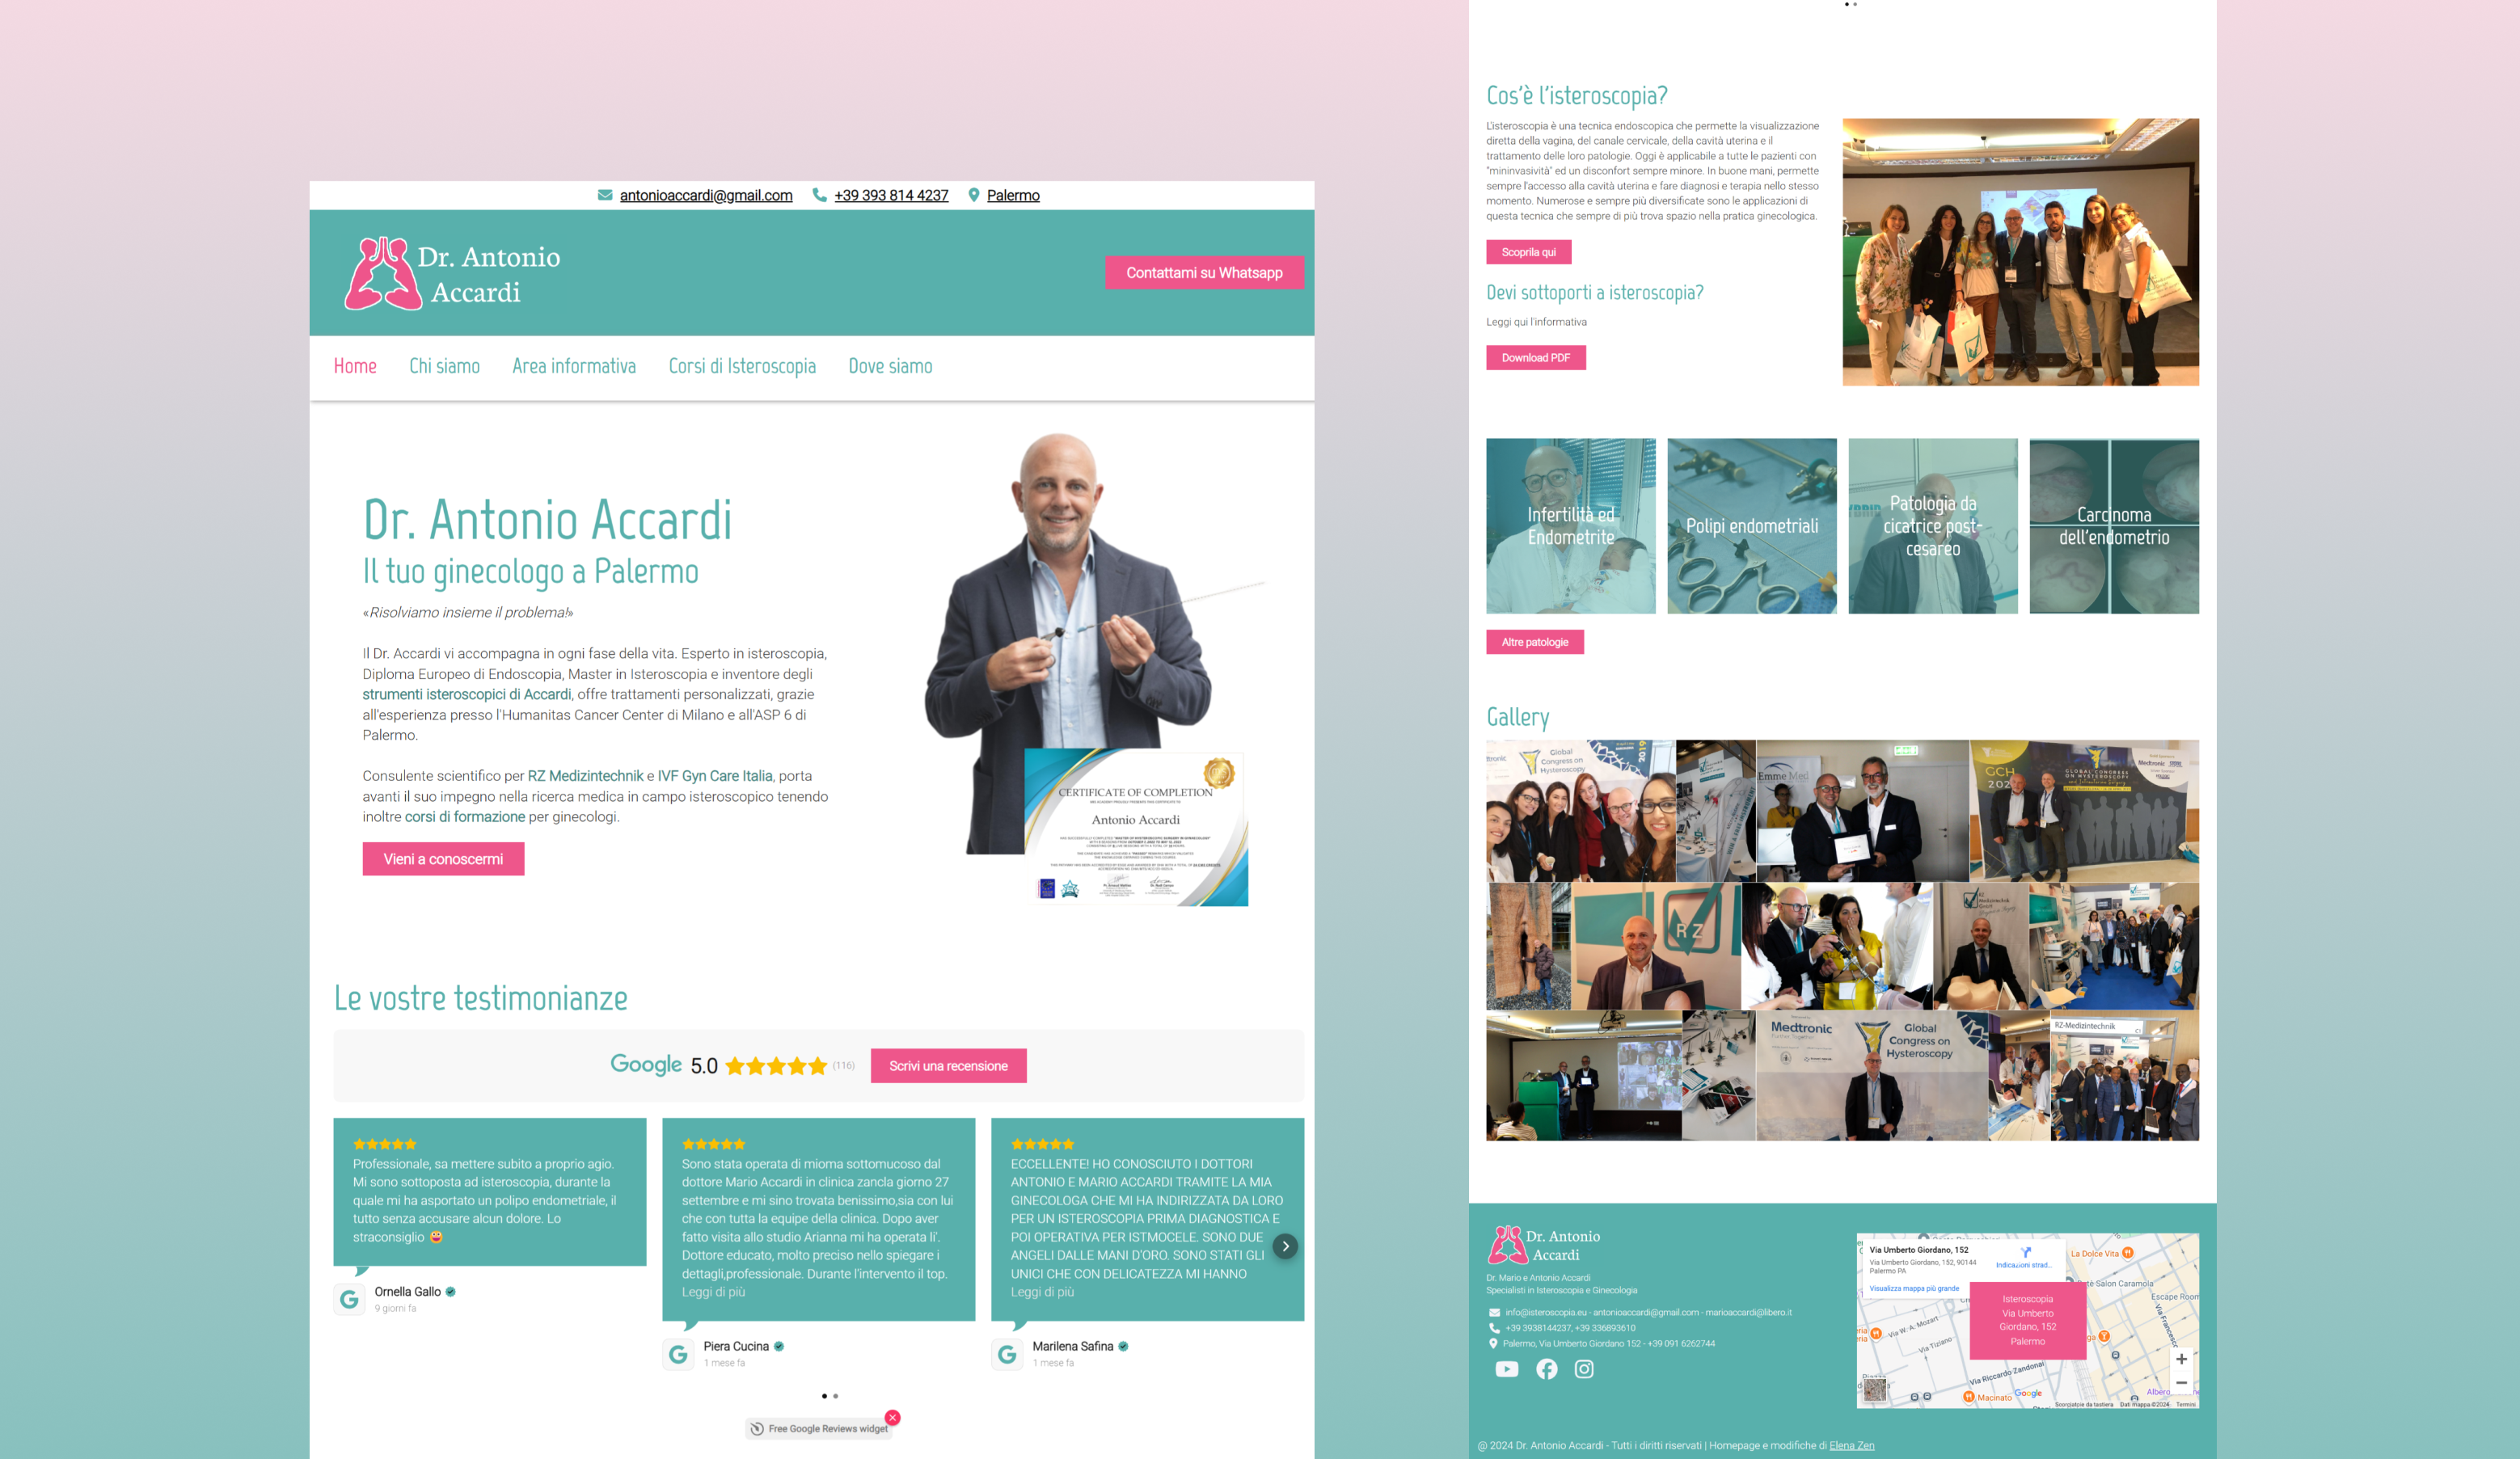 antonioaccardi@gmail.com +39 393 814 4237 Palermo
Dr. Antonio
Accardi
Contattami su Whatsapp
Home Chi siamo Area informativa Corsi di Isteroscopia Dove siamo
Dr. Antonio Accardi
Il tuo ginecologo a Palermo
«Risolviamo insieme il problema!»
Il Dr. Accardi vi accompagna in ogni fase della vita. Esperto in isteroscopia,
Diploma Europeo di Endoscopia, Master in Isteroscopia e inventore degli
strumenti isteroscopici di Accardi, offre trattamenti personalizzati, grazie
all'esperienza presso l'Humanitas Cancer Center di Milano e all'ASP 6 di
Palermo.
Consulente scientifico per RZ Medizintechnik e IVF Gyn Care Italia, porta
avanti il suo impegno nella ricerca medica in campo isteroscopico tenendo
inoltre corsi di formazione per ginecologi.
Vieni a conoscermi
CERTIFICATE OF COMPLETION
Antonio Accardi
Le vostre testimonianze
Google 5.0 (116) Scrivi una recensione
Professionale, sa mettere subito a proprio agio.
Mi sono sottoposta ad isteroscopia, durante la
quale mi ha asportato un polipo endometriale, il
tutto senza accusare alcun dolore. Lo
straconsiglio 😀
Ornella Gallo
9 giorni fa
Sono stata operata di mioma sottomucoso dal
dottore Mario Accardi in clinica zancla giorno 27
settembre e mi sino trovata benissimo,sia con lui
che con tutta la equipe della clinica. Dopo aver
fatto visita allo studio Arianna mi ha operata li'.
Dottore educato, molto preciso nello spiegare i
dettagli,professionale. Durante l'intervento il top.
Leggi di più
Piera Cucina
1 mese fa
ECCELLENTE! HO CONOSCIUTO I DOTTORI
ANTONIO E MARIO ACCARDI TRAMITE LA MIA
GINECOLOGA CHE MI HA INDIRIZZATA DA LORO
PER UN ISTEROSCOPIA PRIMA DIAGNOSTICA E
POI OPERATIVA PER ISTMOCELE. SONO DUE
ANGELI DALLE MANI D'ORO. SONO STATI GLI
UNICI CHE CON DELICATEZZA MI HANNO
Leggi di più
Marilena Safina
1 mese fa
Free Google Reviews widget
Cos'è l'isteroscopia?
L'isteroscopia è una tecnica endoscopica che permette la visualizzazione
diretta della vagina, del canale cervicale, della cavità uterina e il
trattamento delle loro patologie. Oggi è applicabile a tutte le pazienti con
"mininvasività" ed un disconfort sempre minore. In buone mani, permette
sempre l'accesso alla cavità uterina e fare diagnosi e terapia nello stesso
momento. Numerose e sempre più diversificate sono le applicazioni di
questa tecnica che sempre di più trova spazio nella pratica ginecologica.
Scoprila qui
Devi sottoporti a isteroscopia?
Leggi qui l'informativa
Download PDF
Infertilità ed
Endometrite
Polipi endometriali
Patologia da
cicatrice post-
cesareo
Carcinoma
dell'endometrio
Altre patologie
Gallery
Global
Congress on
Hysteroscopy
2019
Emme Med
GCH
202
GLOBAL CONGRESS
ON HYSTEROSCOPY
Medtronic
RZ
Medtronic
Global
Congress on
Hysteroscopy
RZ-Medizintechnik
Dr. Antonio
Accardi
Dr. Mario e Antonio Accardi
Specialisti in Isteroscopia e Ginecologia
info@isteroscopia.eu - antonioaccardi@gmail.com - marioaccardi@libero.it
+39 3938144237, +39 336893610
Palermo, Via Umberto Giordano 152 - +39 091 6262744
Via Umberto Giordano, 152
Via Umberto Giordano, 152, 90144
Palermo PA
Indicazioni strad...
Visualizza mappa più grande
La Dolce Vita
Salon Caramola
Escape Room
Isteroscopia
Via Umberto
Giordano, 152
Palermo
Via W. A. Mozart
Via Tiziano
Via Francesco
Via Riccardo Zandonai
Macinato
Google
Scorciatoie da tastiera Dati mappa ©2024 Termini
@ 2024 Dr. Antonio Accardi - Tutti i diritti riservati | Homepage e modifiche di Elena Zen